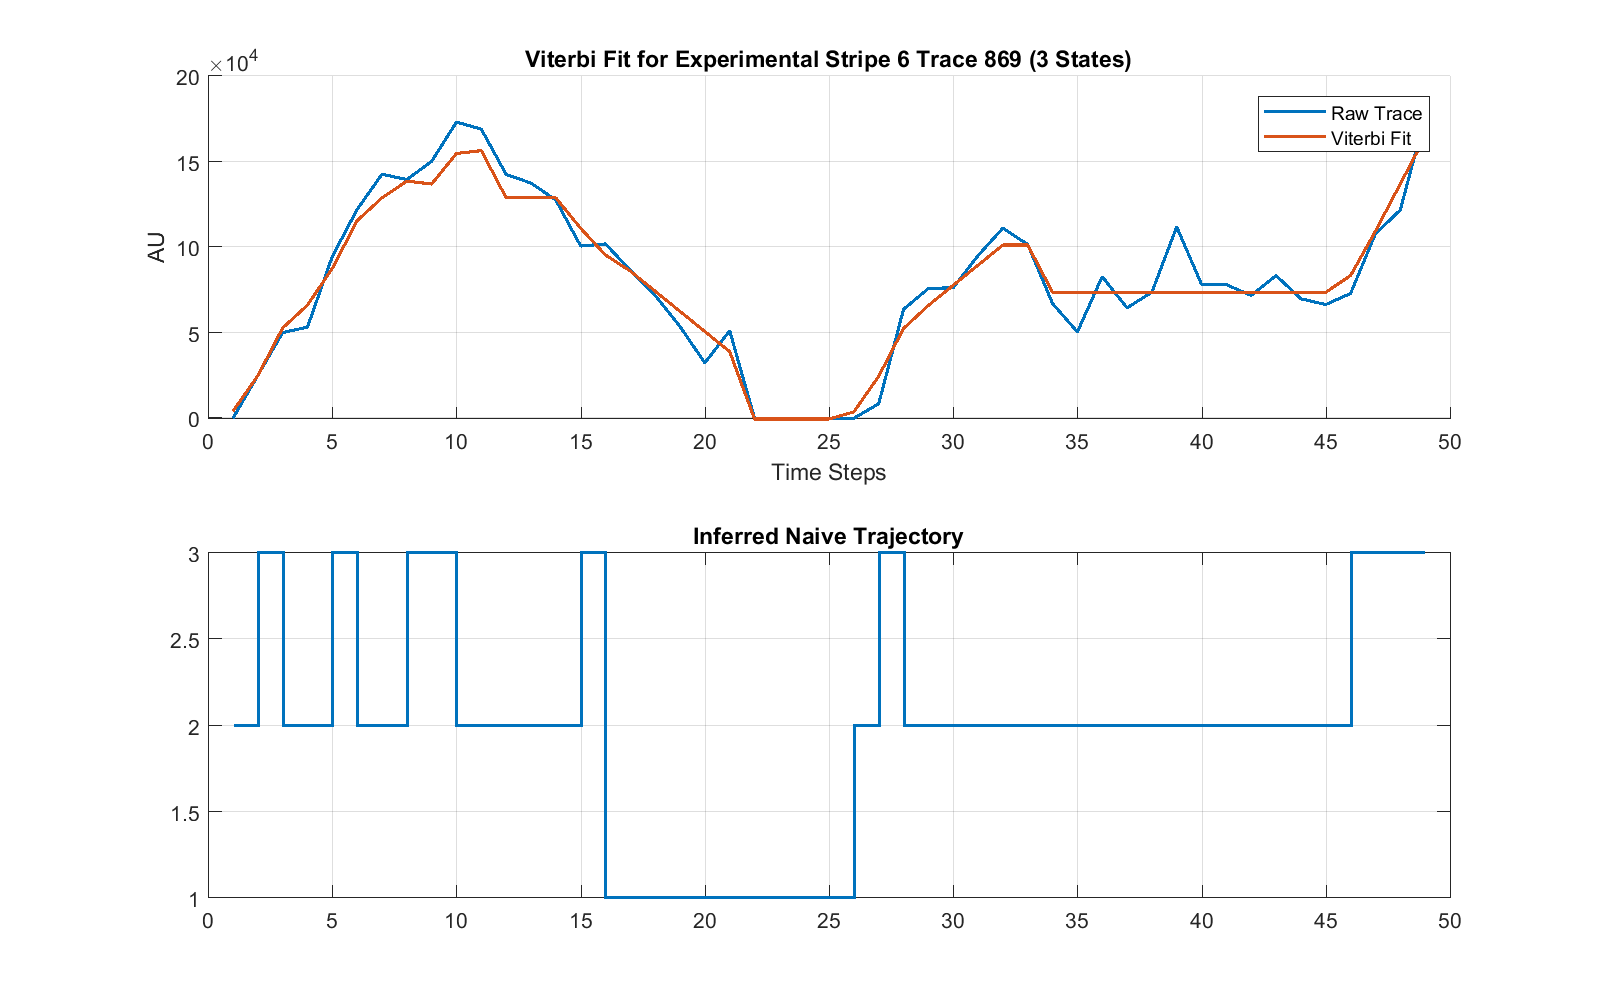 Viterbi Fit for Experimental Stripe 6 Trace 869 (3 States)
×10⁴
20
15
10
5
0
AU
Raw Trace
Viterbi Fit
0 5 10 15 20 25 30 35 40 45 50
Time Steps
Inferred Naive Trajectory
3
2.5
2
1.5
1
0 5 10 15 20 25 30 35 40 45 50